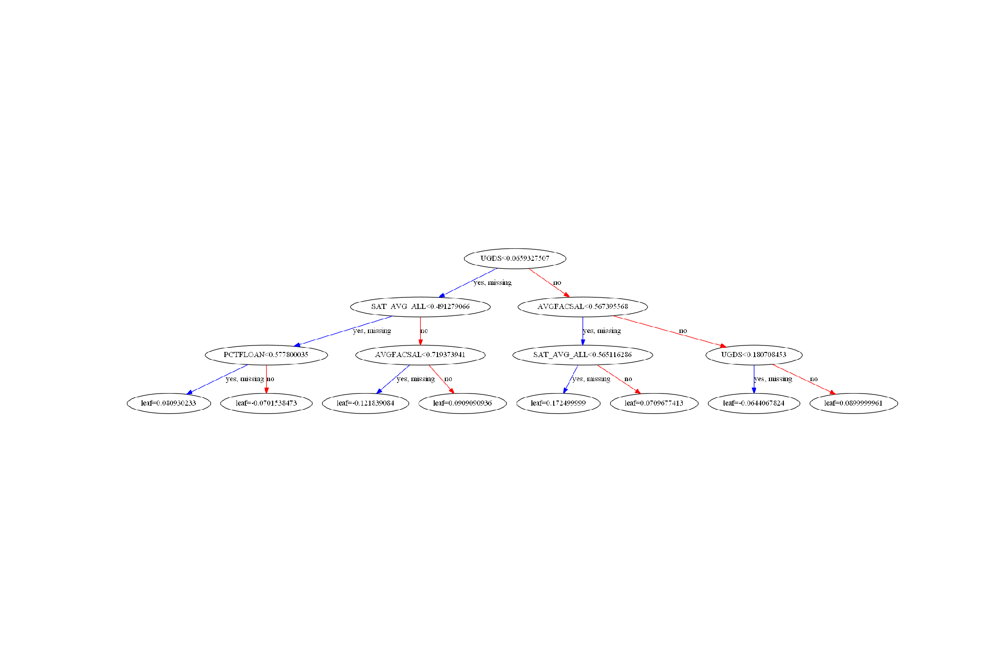 UGDS<0.0659327507
yes, missing
no
SAT_AVG_ALL<0.491279066
AVGFACSAL<0.567395568
yes, missing
no
yes, missing
no
PCTFLOAN<0.577800035
AVGFACSAL<0.719373941
SAT_AVG_ALL<0.565116286
UGDS<0.180708453
yes, missing
no
yes, missing
no
yes, missing
no
yes, missing
no
leaf=0.080930233
leaf=-0.0701538473
leaf=-0.121839084
leaf=0.0909090936
leaf=0.172499999
leaf=0.0709677413
leaf=-0.0644067824
leaf=0.0899999961